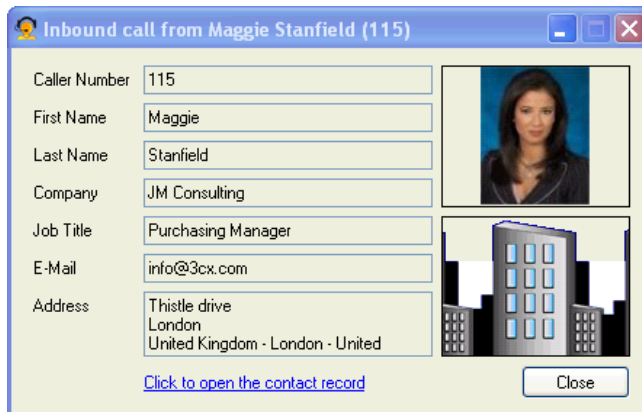 Inbound call from Maggie Stanfield (115)
Caller Number 115
First Name Maggie
Last Name Stanfield
Company JM Consulting
Job Title Purchasing Manager
E-Mail info@3cx.com
Address Thistle drive
London
United Kingdom - London - United
Click to open the contact record Close